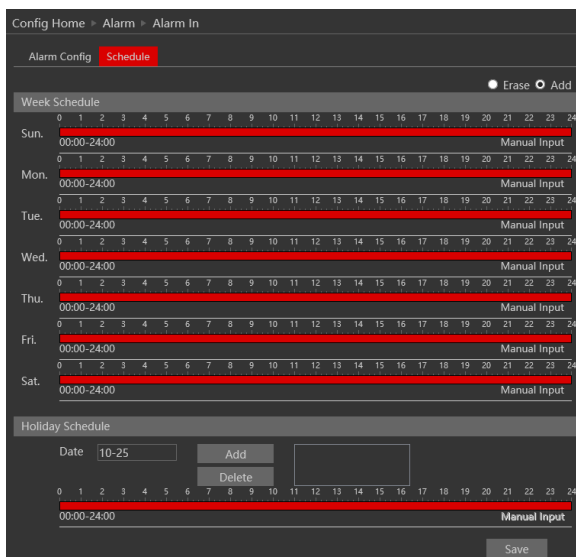 Config Home ▸ Alarm ▸ Alarm In
Alarm Config Schedule
Erase Add
Week Schedule
0 1 2 3 4 5 6 7 8 9 10 11 12 13 14 15 16 17 18 19 20 21 22 23 24
Sun.
00:00-24:00 Manual Input
0 1 2 3 4 5 6 7 8 9 10 11 12 13 14 15 16 17 18 19 20 21 22 23 24
Mon.
00:00-24:00 Manual Input
0 1 2 3 4 5 6 7 8 9 10 11 12 13 14 15 16 17 18 19 20 21 22 23 24
Tue.
00:00-24:00 Manual Input
0 1 2 3 4 5 6 7 8 9 10 11 12 13 14 15 16 17 18 19 20 21 22 23 24
Wed.
00:00-24:00 Manual Input
0 1 2 3 4 5 6 7 8 9 10 11 12 13 14 15 16 17 18 19 20 21 22 23 24
Thu.
00:00-24:00 Manual Input
0 1 2 3 4 5 6 7 8 9 10 11 12 13 14 15 16 17 18 19 20 21 22 23 24
Fri.
00:00-24:00 Manual Input
0 1 2 3 4 5 6 7 8 9 10 11 12 13 14 15 16 17 18 19 20 21 22 23 24
Sat.
00:00-24:00 Manual Input
Holiday Schedule
Date 10-25 Add
Delete
0 1 2 3 4 5 6 7 8 9 10 11 12 13 14 15 16 17 18 19 20 21 22 23 24
00:00-24:00 Manual Input
Save